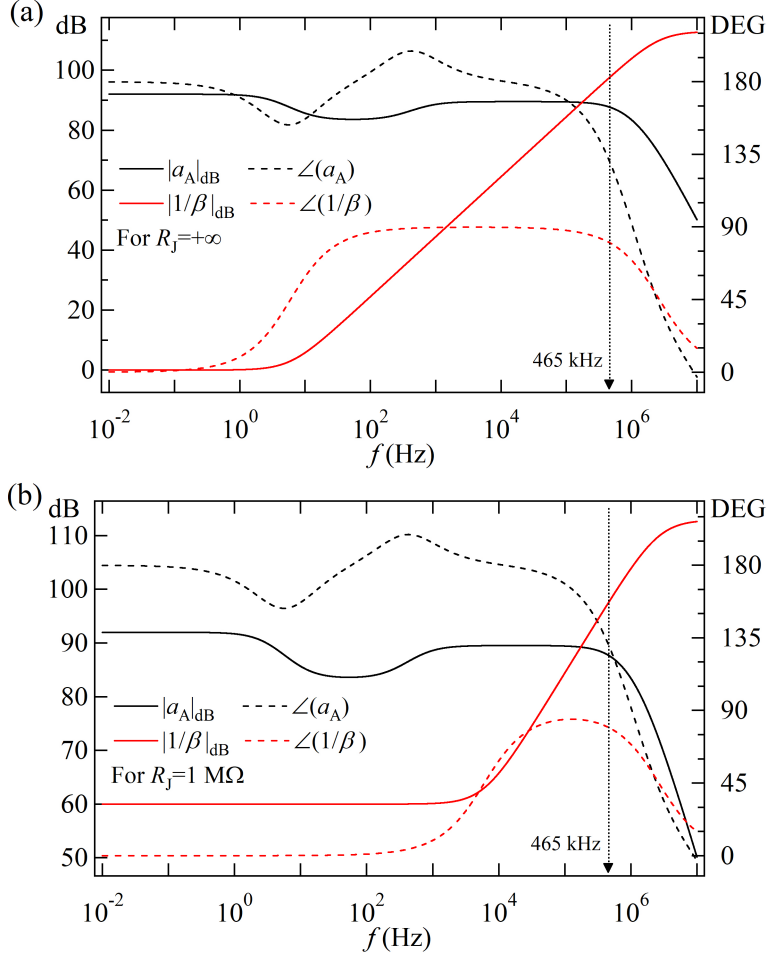 (a)
dB DEG
100 180
80 135
60 |aA|dB ∠(aA)
|1/β|dB ∠(1/β) 90
40 For RJ=+∞
20 45
465 kHz
0 0
10-2 100 102 104 106
f (Hz)
(b)
dB DEG
110
100 180
90 135
80 |aA|dB ∠(aA) 90
|1/β|dB ∠(1/β)
70 For RJ=1 MΩ 45
60
465 kHz
50 0
10-2 100 102 104 106
f (Hz)